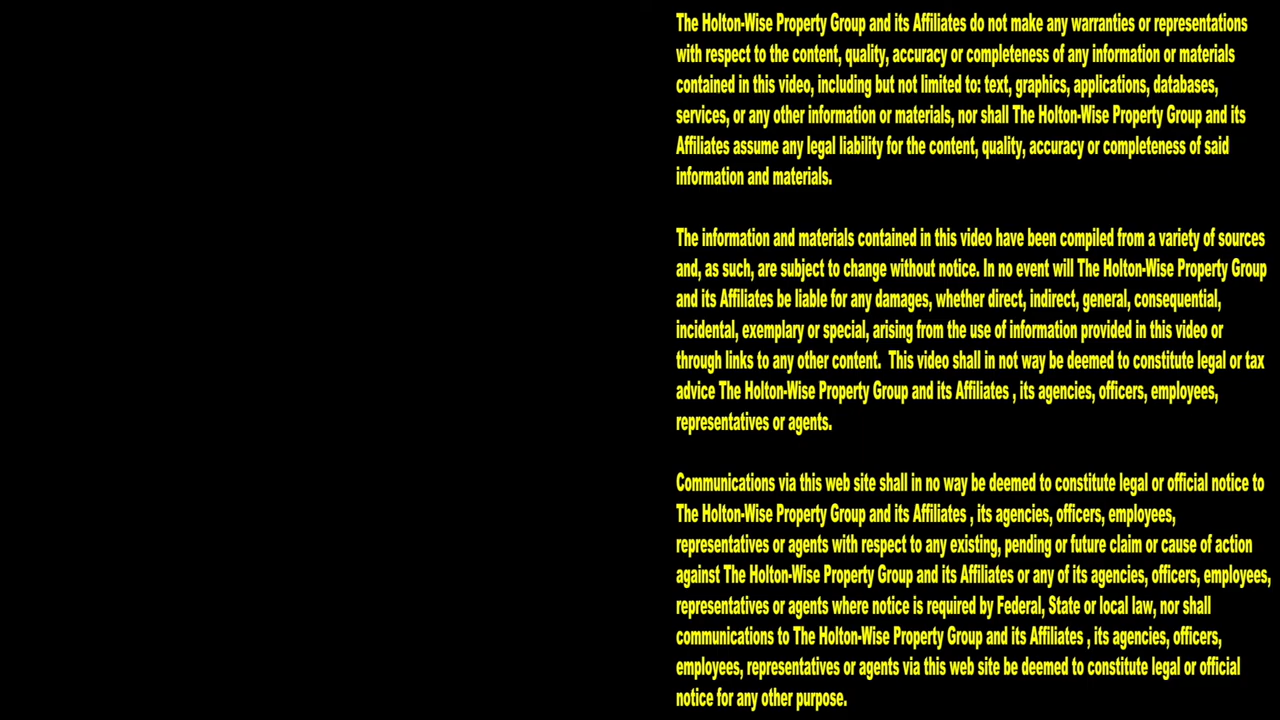 The Holton-Wise Property Group and its Affiliates do not make any warranties or representations
with respect to the content, quality, accuracy or completeness of any information or materials
contained in this video, including but not limited to: text, graphics, applications, databases,
services, or any other information or materials, nor shall The Holton-Wise Property Group and its
Affiliates assume any legal liability for the content, quality, accuracy or completeness of said
information and materials.
The information and materials contained in this video have been compiled from a variety of sources
and, as such, are subject to change without notice. In no event will The Holton-Wise Property Group
and its Affiliates be liable for any damages, whether direct, indirect, general, consequential,
incidental, exemplary or special, arising from the use of information provided in this video or
through links to any other content.  This video shall in not way be deemed to constitute legal or tax
advice The Holton-Wise Property Group and its Affiliates , its agencies, officers, employees,
representatives or agents.
Communications via this web site shall in no way be deemed to constitute legal or official notice to
The Holton-Wise Property Group and its Affiliates , its agencies, officers, employees,
representatives or agents with respect to any existing, pending or future claim or cause of action
against The Holton-Wise Property Group and its Affiliates or any of its agencies, officers, employees,
representatives or agents where notice is required by Federal, State or local law, nor shall
communications to The Holton-Wise Property Group and its Affiliates , its agencies, officers,
employees, representatives or agents via this web site be deemed to constitute legal or official
notice for any other purpose.